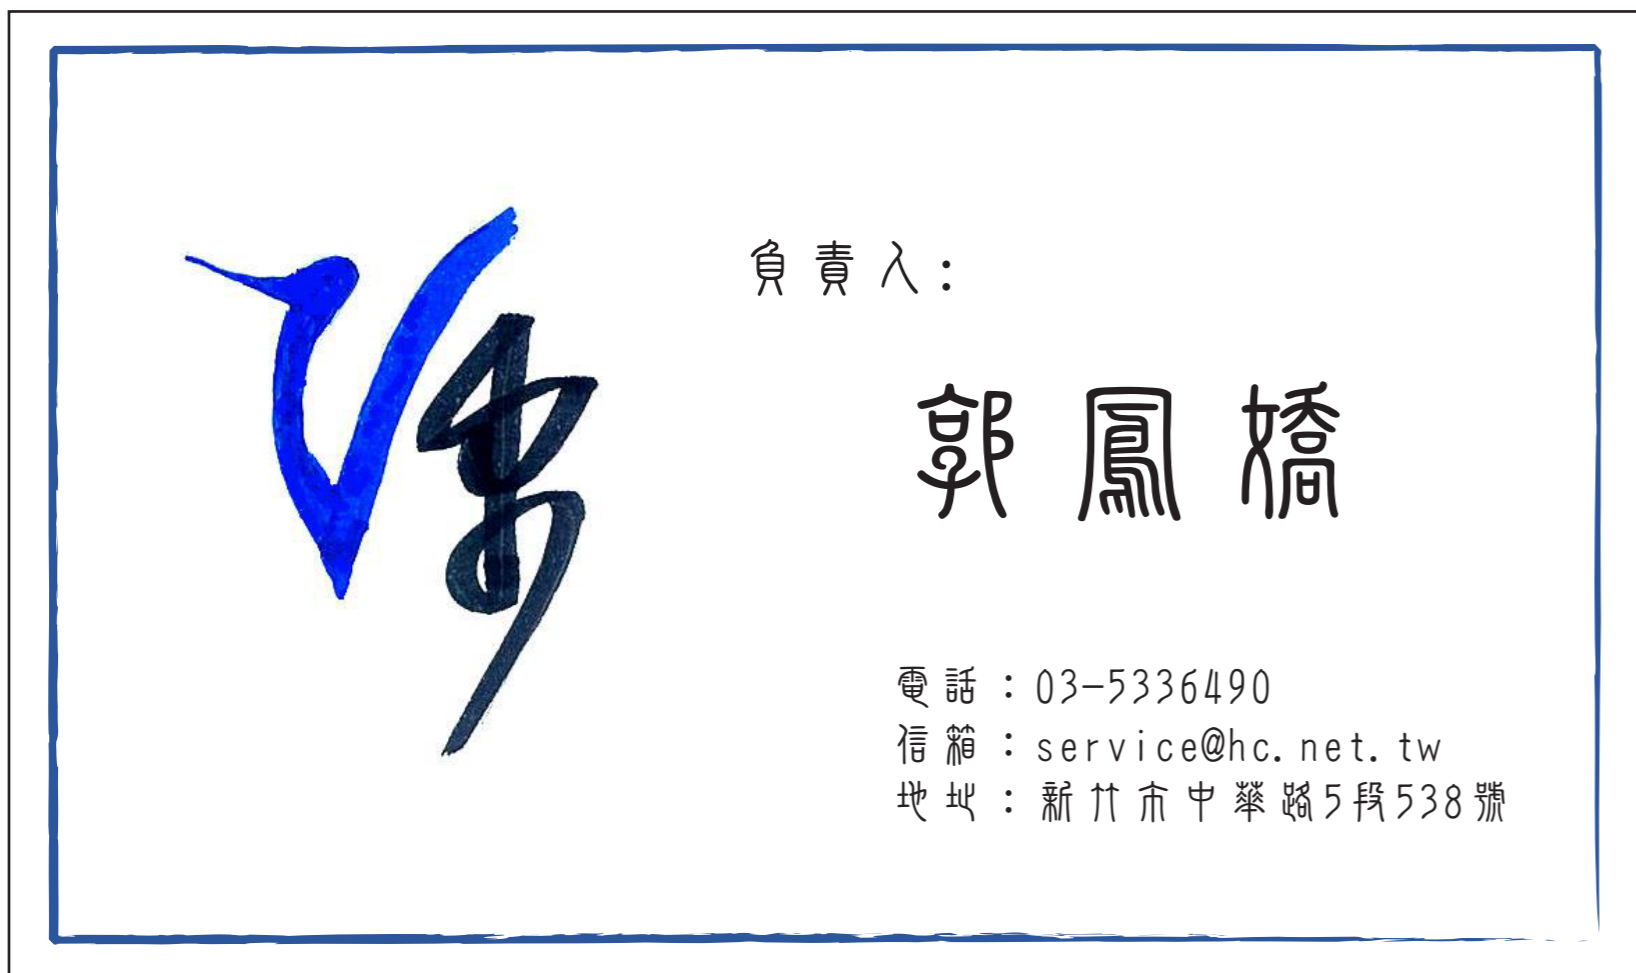 負責人:
郭鳳嬌
電話：03-5336490
信箱：service@hc.net.tw
地址：新竹市中華路5段538號